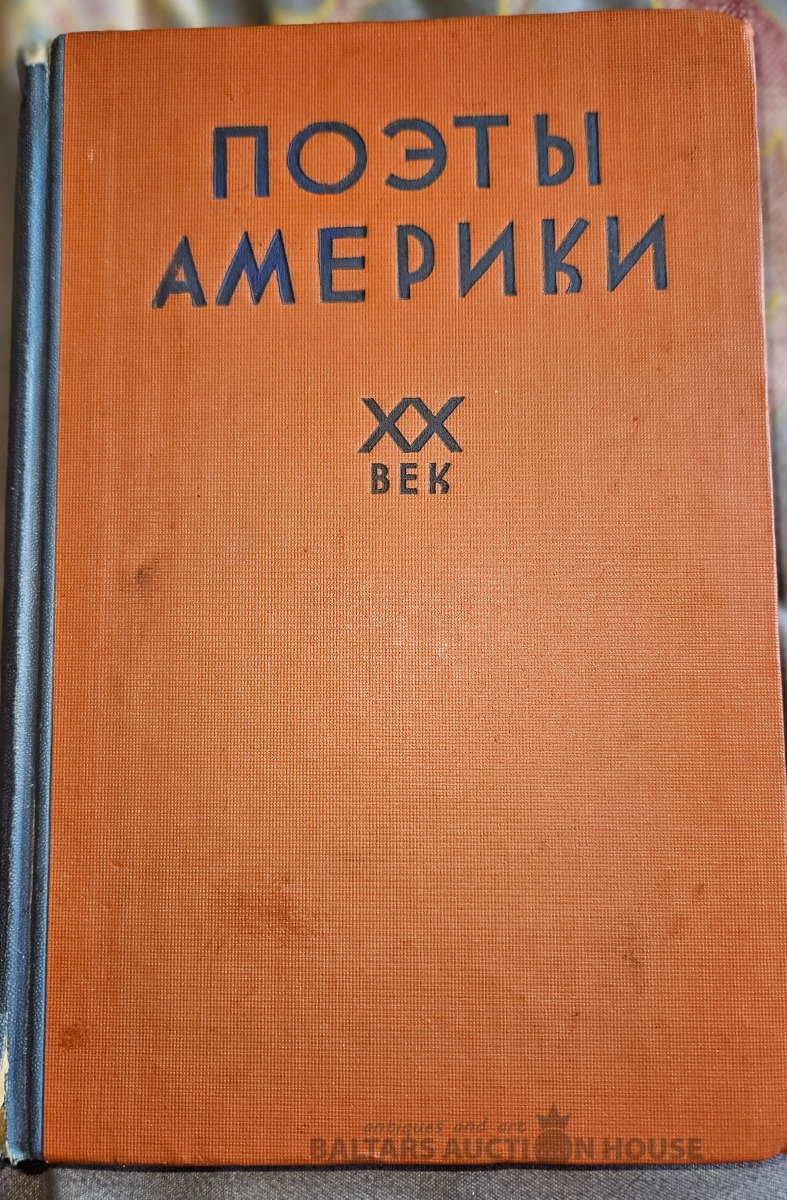 ПОЭТЫ
АМЕРИКИ
XX
ВЕК
antiques and art
BALTARS AUCTION HOUSE